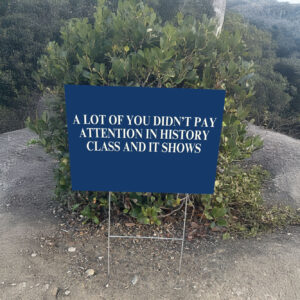 A LOT OF YOU DIDN'T PAY
ATTENTION IN HISTORY
CLASS AND IT SHOWS